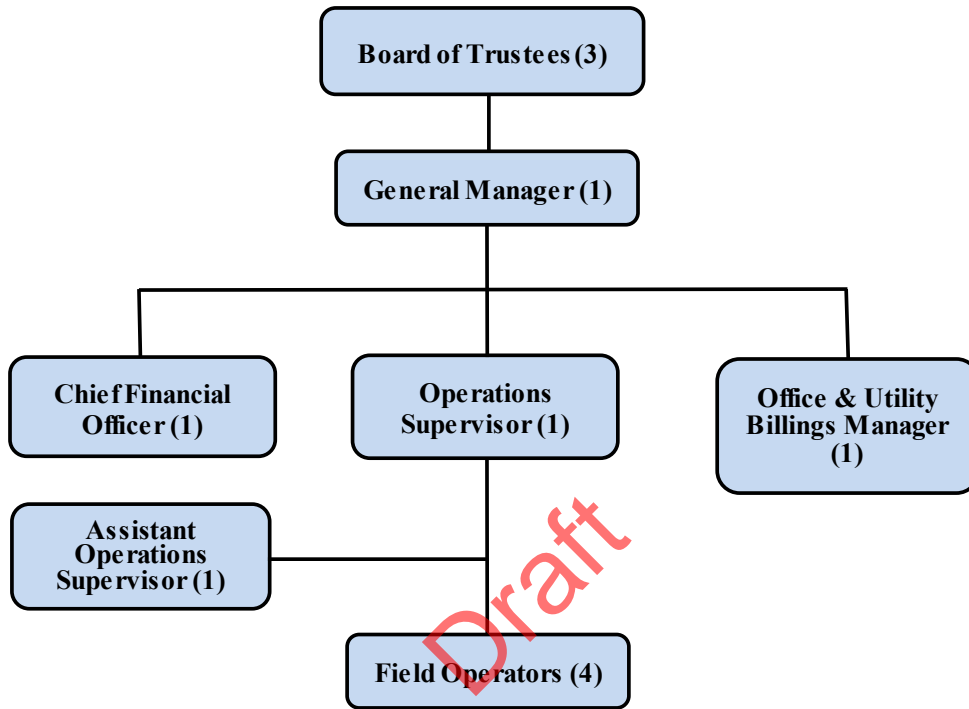 Board of Trustees (3)
General Manager (1)
Chief Financial
Officer (1)
Operations
Supervisor (1)
Office & Utility
Billings Manager
(1)
Assistant
Operations
Supervisor (1)
Draft
Field Operators (4)